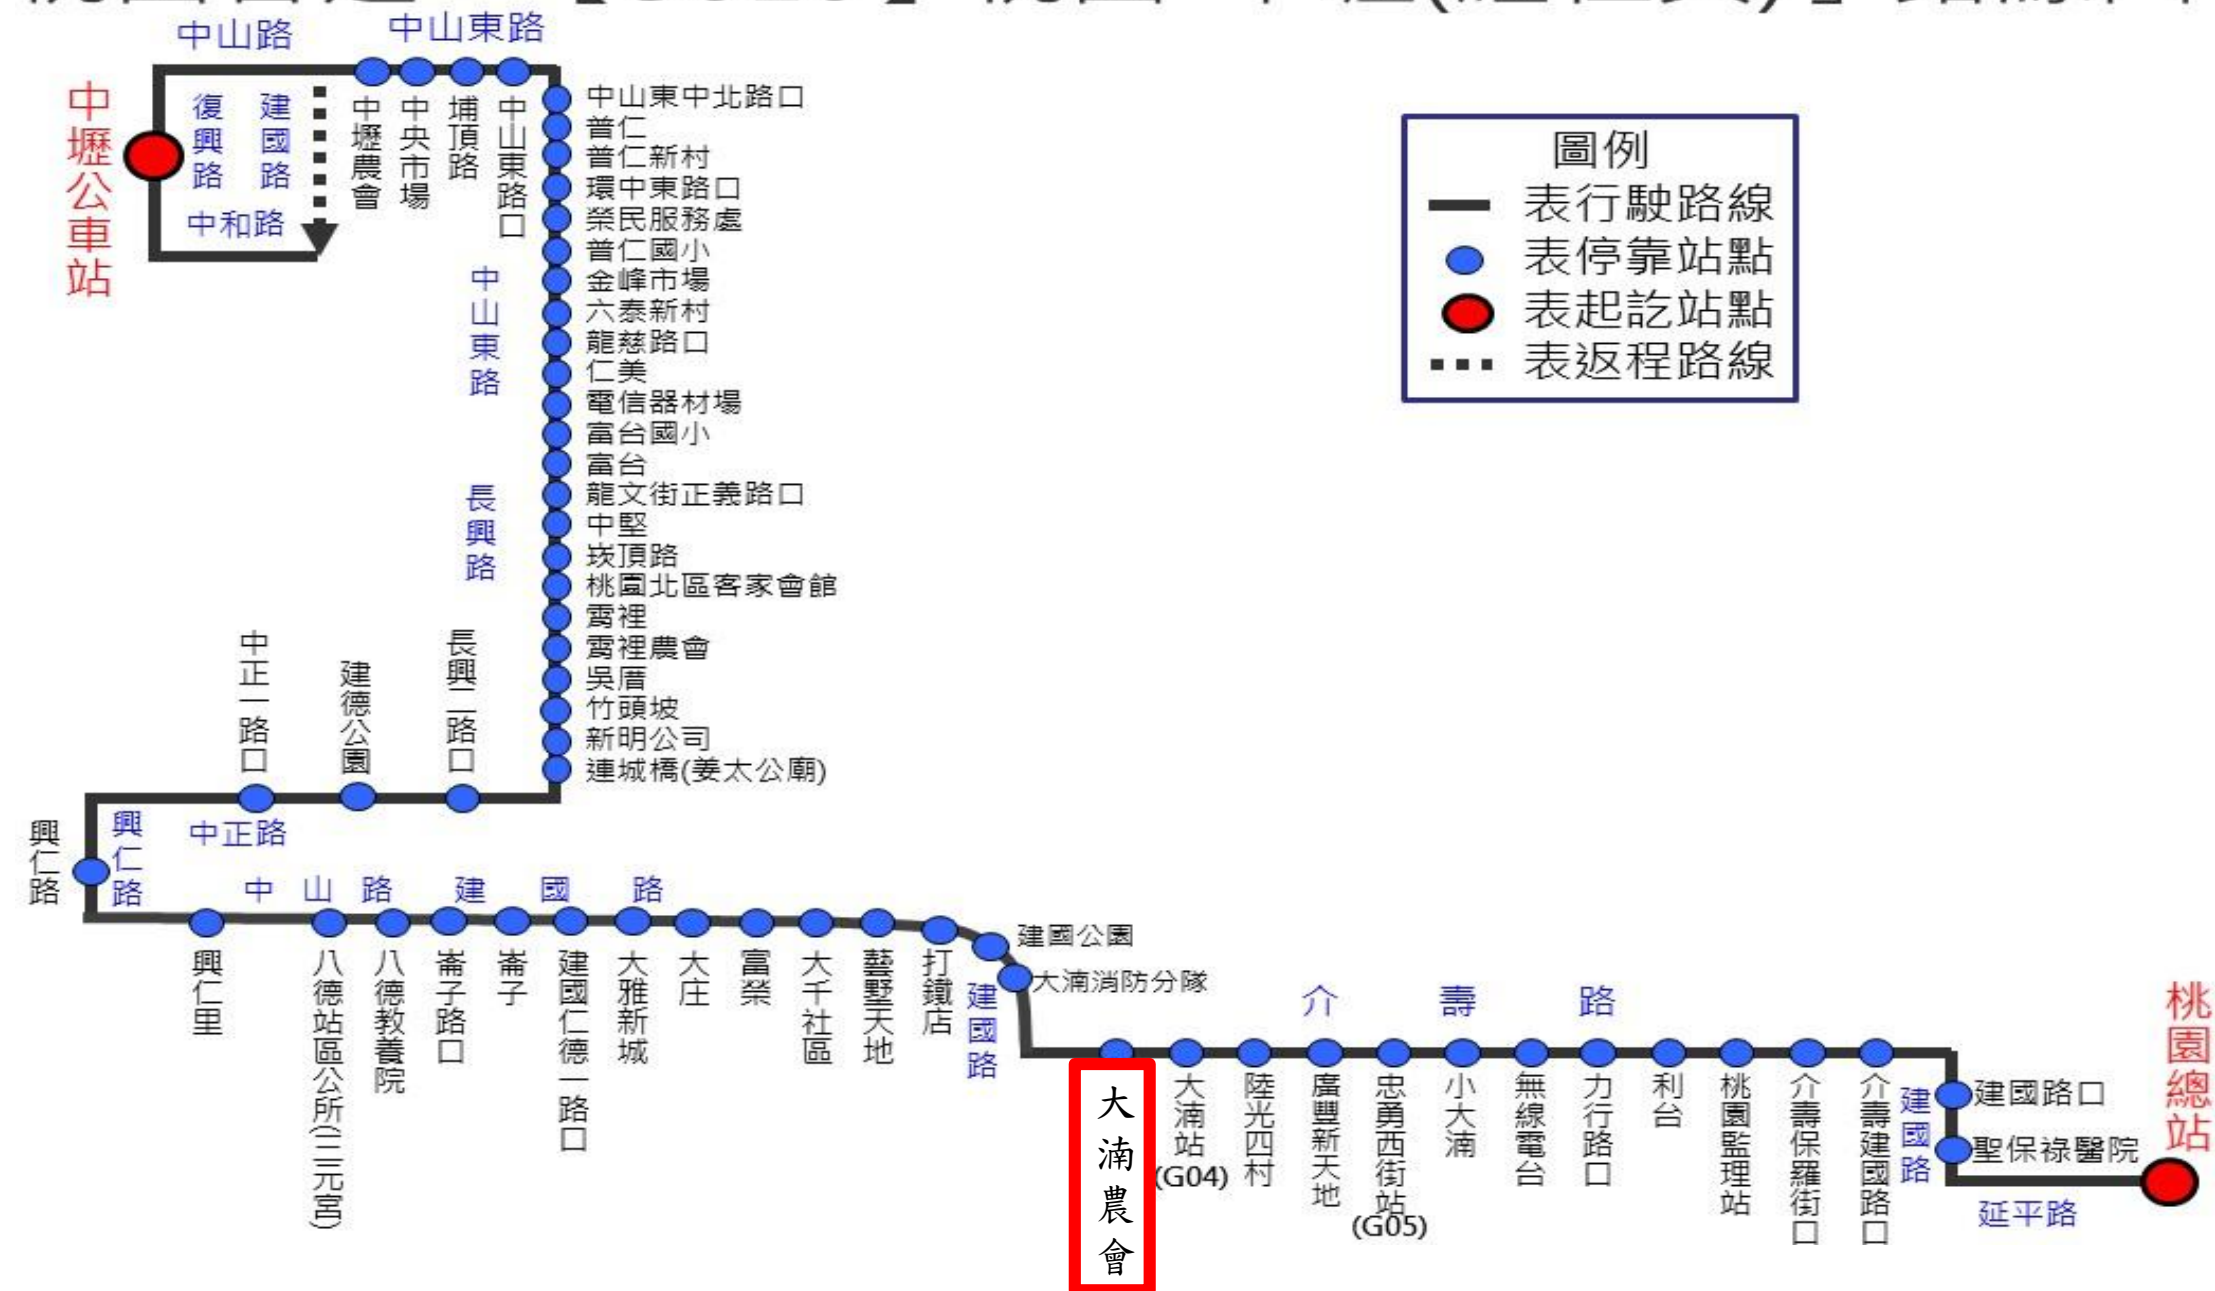 中山路
中山東路
中壢公車站
復興路
建國路
中和路
中壢農會
中央市場
埔頂路
中山東路口
中山東中北路口
普仁
普仁新村
環中東路口
榮民服務處
普仁國小
金峰市場
六泰新村
龍慈路口
仁美
電信器材場
富台國小
富台
龍文街正義路口
中堅
崁頂路
桃園北區客家會館
霄裡
霄裡農會
吳厝
竹頭坡
新明公司
連城橋(姜太公廟)
中山東路
長興路
圖例
表行駛路線
表停靠站點
表起訖站點
表返程路線
長興二路口
建德公園
中正一路口
中正路
興仁路
興仁路
中山路
建國路
興仁里
八德站區公所(三元宮)
八德教養院
崙子路口
崙子
建國仁德一路口
大雅新城
大庄
富榮
大千社區
藝墅天地
打鐵店
建國公園
大湳消防分隊
建國路
介壽路
大湳農會
大湳站(G04)
陸光四村
廣豐新天地
忠勇西街站(G05)
小大湳
無線電台
力行路口
利台
桃園監理站
介壽保羅街口
介壽建國路口
建國路
建國路口
聖保祿醫院
延平路
桃園總站